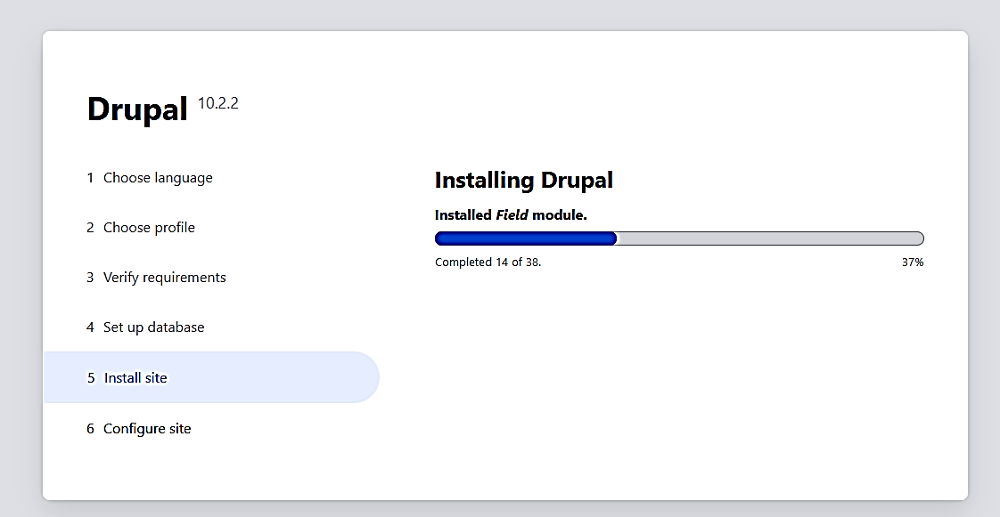 Drupal 10.2.2
1 Choose language
2 Choose profile
3 Verify requirements
4 Set up database
5 Install site
6 Configure site
Installing Drupal
Installed Field module.
Completed 14 of 38.
37%